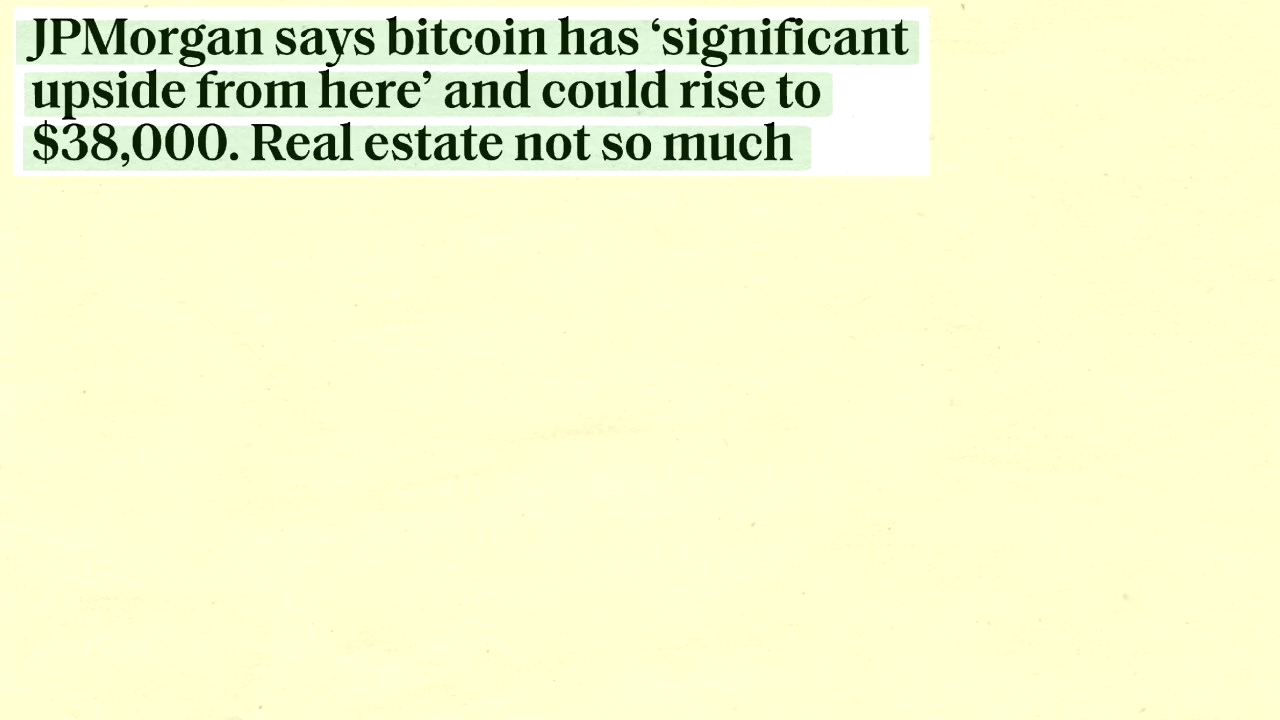 JPMorgan says bitcoin has ‘significant
upside from here’ and could rise to
$38,000. Real estate not so much